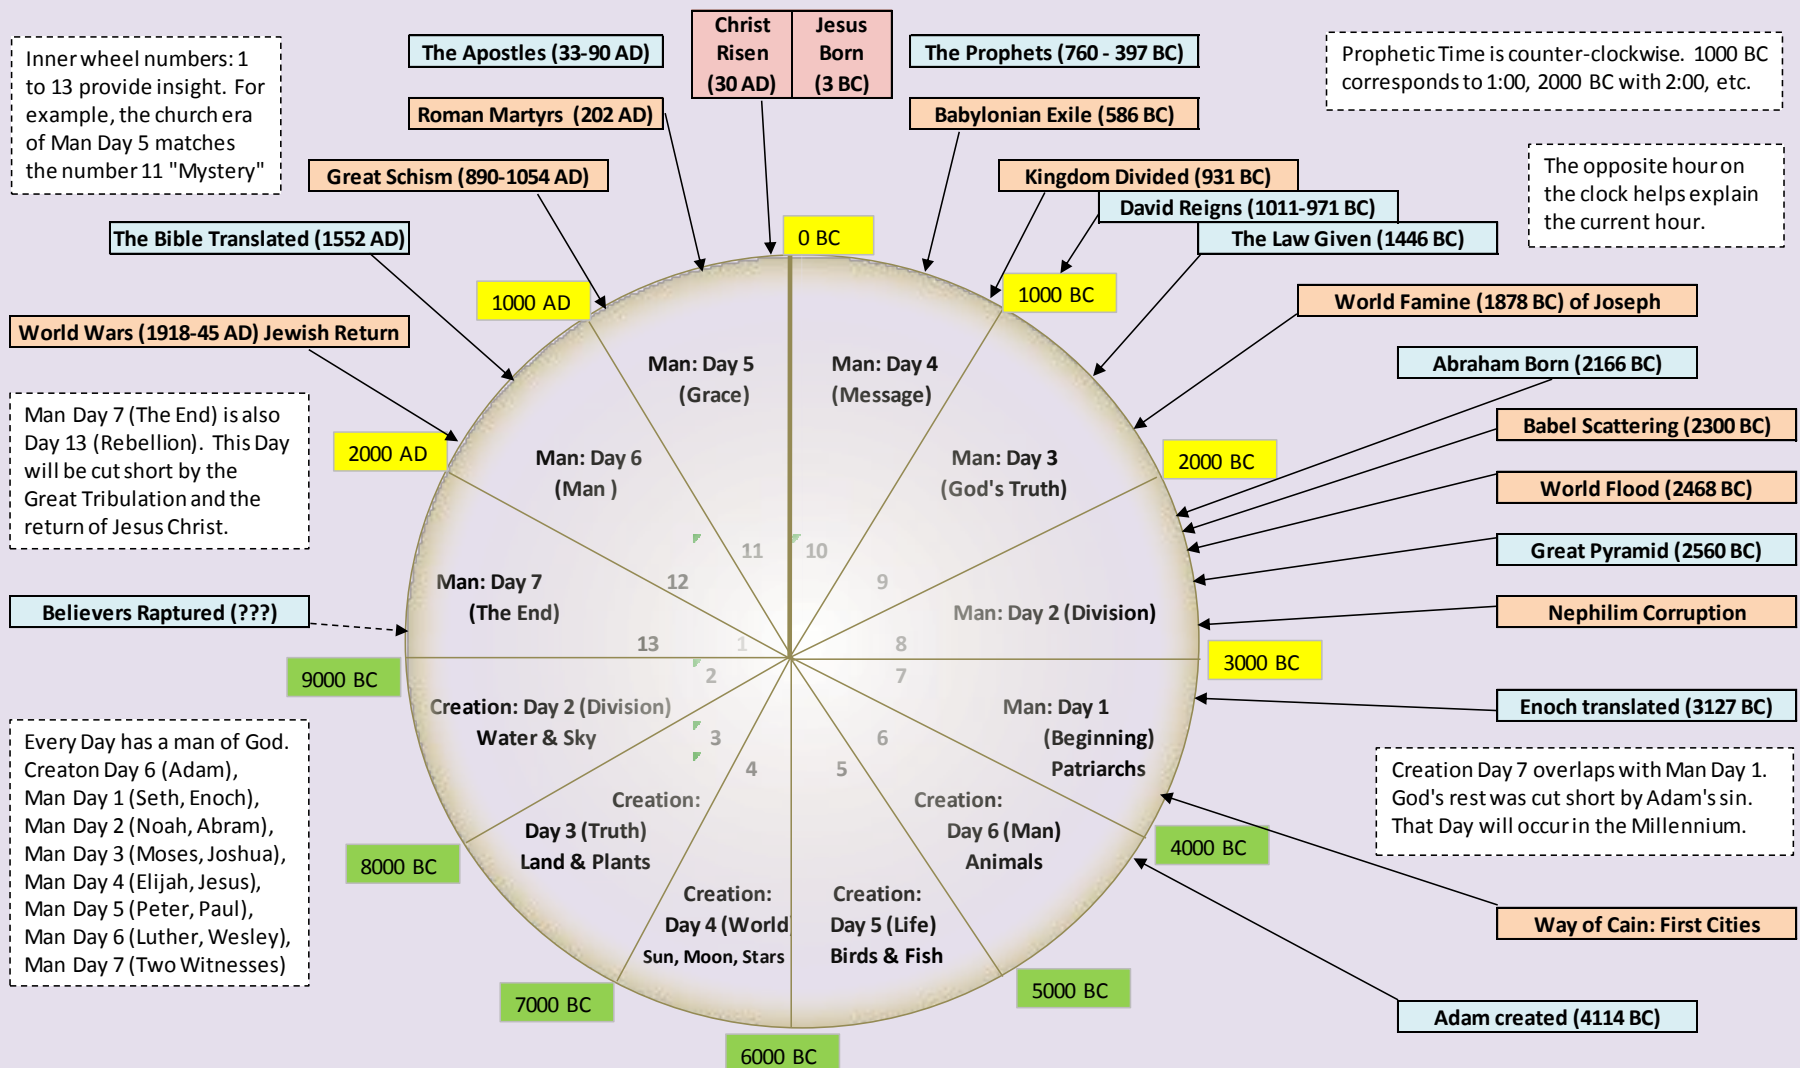 Christ
Risen
(30 AD)
Jesus
Born
(3 BC)
The Apostles (33-90 AD)
The Prophets (760 - 397 BC)
Inner wheel numbers: 1
to 13 provide insight. For
example, the church era
of Man Day 5 matches
the number 11 "Mystery"
Prophetic Time is counter-clockwise. 1000 BC
corresponds to 1:00, 2000 BC with 2:00, etc.
Roman Martyrs (202 AD)
Babylonian Exile (586 BC)
Great Schism (890-1054 AD)
Kingdom Divided (931 BC)
The opposite hour on
the clock helps explain
the current hour.
David Reigns (1011-971 BC)
The Bible Translated (1552 AD)
0 BC
The Law Given (1446 BC)
1000 AD
1000 BC
World Famine (1878 BC) of Joseph
World Wars (1918-45 AD) Jewish Return
Abraham Born (2166 BC)
Man: Day 5
(Grace)
Man: Day 4
(Message)
Man Day 7 (The End) is also
Day 13 (Rebellion). This Day
will be cut short by the
Great Tribulation and the
return of Jesus Christ.
Babel Scattering (2300 BC)
2000 AD
2000 BC
Man: Day 6
(Man )
Man: Day 3
(God's Truth)
World Flood (2468 BC)
11
10
Great Pyramid (2560 BC)
12
9
Man: Day 7
(The End)
Man: Day 2 (Division)
Believers Raptured (???)
Nephilim Corruption
13
1
8
9000 BC
3000 BC
2
7
Creation: Day 2 (Division)
Water & Sky
Man: Day 1
(Beginning)
Patriarchs
Enoch translated (3127 BC)
3
6
4
5
Every Day has a man of God.
Creaton Day 6 (Adam),
Man Day 1 (Seth, Enoch),
Man Day 2 (Noah, Abram),
Man Day 3 (Moses, Joshua),
Man Day 4 (Elijah, Jesus),
Man Day 5 (Peter, Paul),
Man Day 6 (Luther, Wesley),
Man Day 7 (Two Witnesses)
Creation Day 7 overlaps with Man Day 1.
God's rest was cut short by Adam's sin.
That Day will occur in the Millennium.
Creation:
Day 3 (Truth)
Land & Plants
Creation:
Day 6 (Man)
Animals
8000 BC
4000 BC
Creation:
Day 4 (World
Sun, Moon, Stars
Creation:
Day 5 (Life)
Birds & Fish
Way of Cain: First Cities
7000 BC
5000 BC
Adam created (4114 BC)
6000 BC